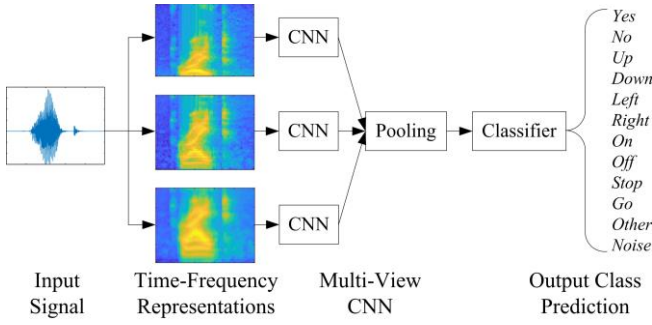 CNN
CNN
CNN
Pooling
Classifier
Yes
No
Up
Down
Left
Right
On
Off
Stop
Go
Other
Noise
Input
Signal
Time-Frequency
Representations
Multi-View
CNN
Output Class
Prediction